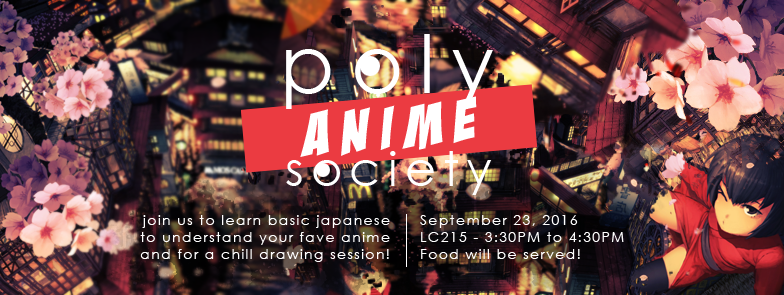 poly
ANIME
society
join us to learn basic japanese
to understand your fave anime
and for a chill drawing session!
September 23, 2016
LC215 - 3:30PM to 4:30PM
Food will be served!